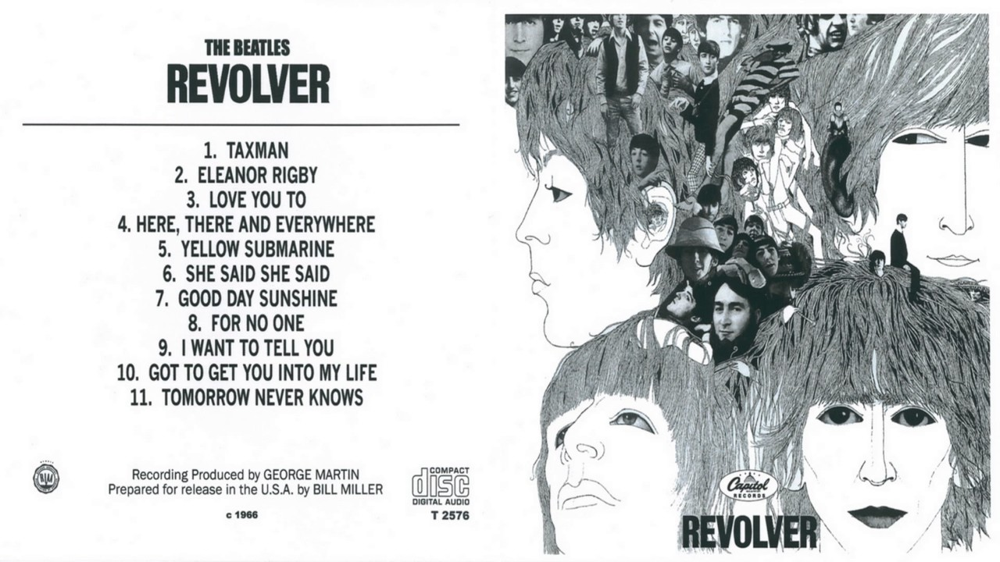 THE BEATLES
REVOLVER
1. TAXMAN
2. ELEANOR RIGBY
3. LOVE YOU TO
4. HERE, THERE AND EVERYWHERE
5. YELLOW SUBMARINE
6. SHE SAID SHE SAID
7. GOOD DAY SUNSHINE
8. FOR NO ONE
9. I WANT TO TELL YOU
10. GOT TO GET YOU INTO MY LIFE
11. TOMORROW NEVER KNOWS
Recording Produced by GEORGE MARTIN
Prepared for release in the U.S.A. by BILL MILLER
c 1966
COMPACT
disc
DIGITAL AUDIO
T 2576
Capitol
RECORDS
REVOLVER